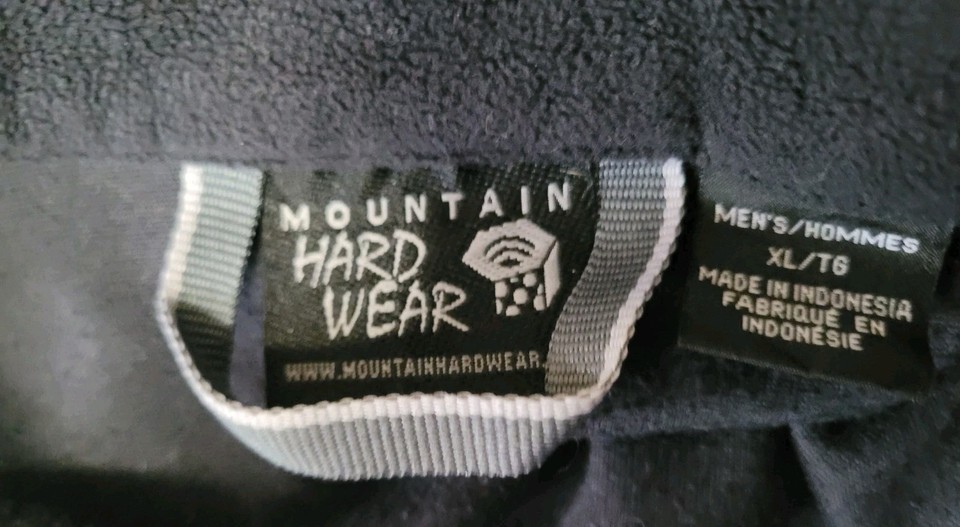 MOUNTAIN
HARD
WEAR
WWW.MOUNTAINHARDWEAR.
MEN'S/HOMMES
XL/TG
MADE IN INDONESIA
FABRIQUÉ EN
INDONÉSIE